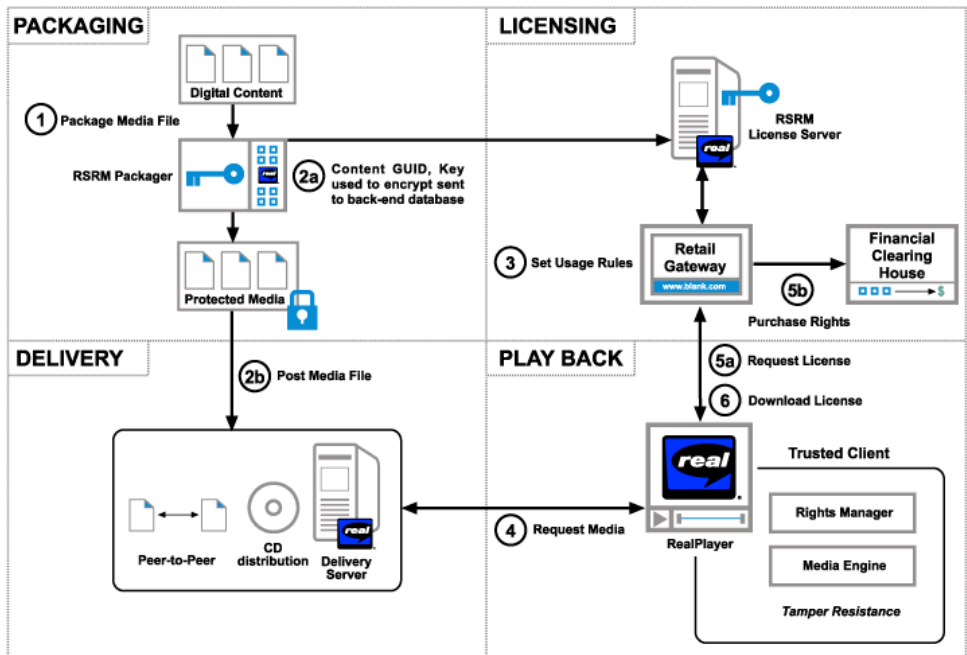 PACKAGING
Digital Content
1
Package Media File
RSRM Packager
real
2a
Content GUID, Key
used to encrypt sent
to back-end database
Protected Media
LICENSING
real
RSRM
License Server
3
Set Usage Rules
Retail
Gateway
www.blank.com
Financial
Clearing
House
$
5b
Purchase Rights
DELIVERY
2b
Post Media File
Peer-to-Peer
CD
distribution
real
Delivery
Server
PLAY BACK
5a
Request License
6
Download License
4
Request Media
real
RealPlayer
Trusted Client
Rights Manager
Media Engine
Tamper Resistance